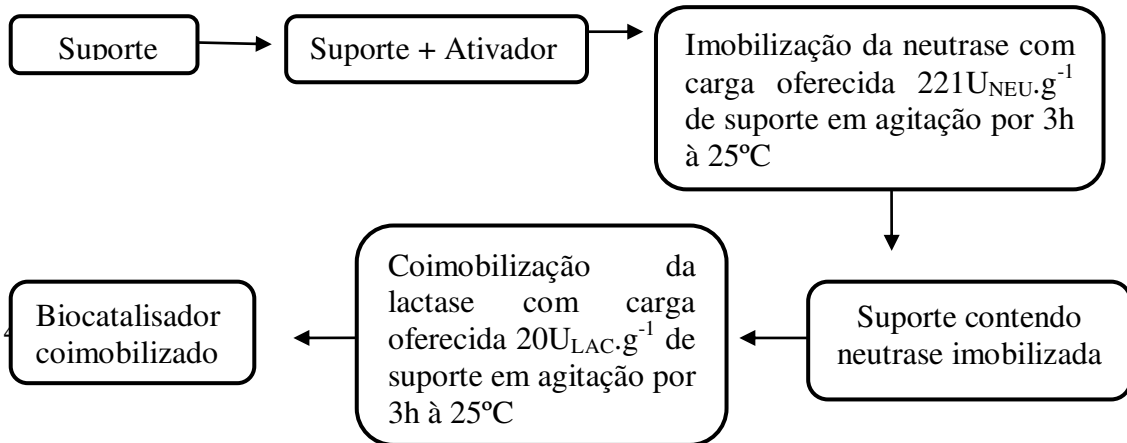 Suporte
Suporte + Ativador
Imobilização da neutrase com
carga oferecida 221U_NEU.g⁻¹
de suporte em agitação por 3h
à 25ºC
Suporte contendo
neutrase imobilizada
Coimobilização da
lactase com carga
oferecida 20U_LAC.g⁻¹ de
suporte em agitação por
3h à 25ºC
Biocatalisador
coimobilizado